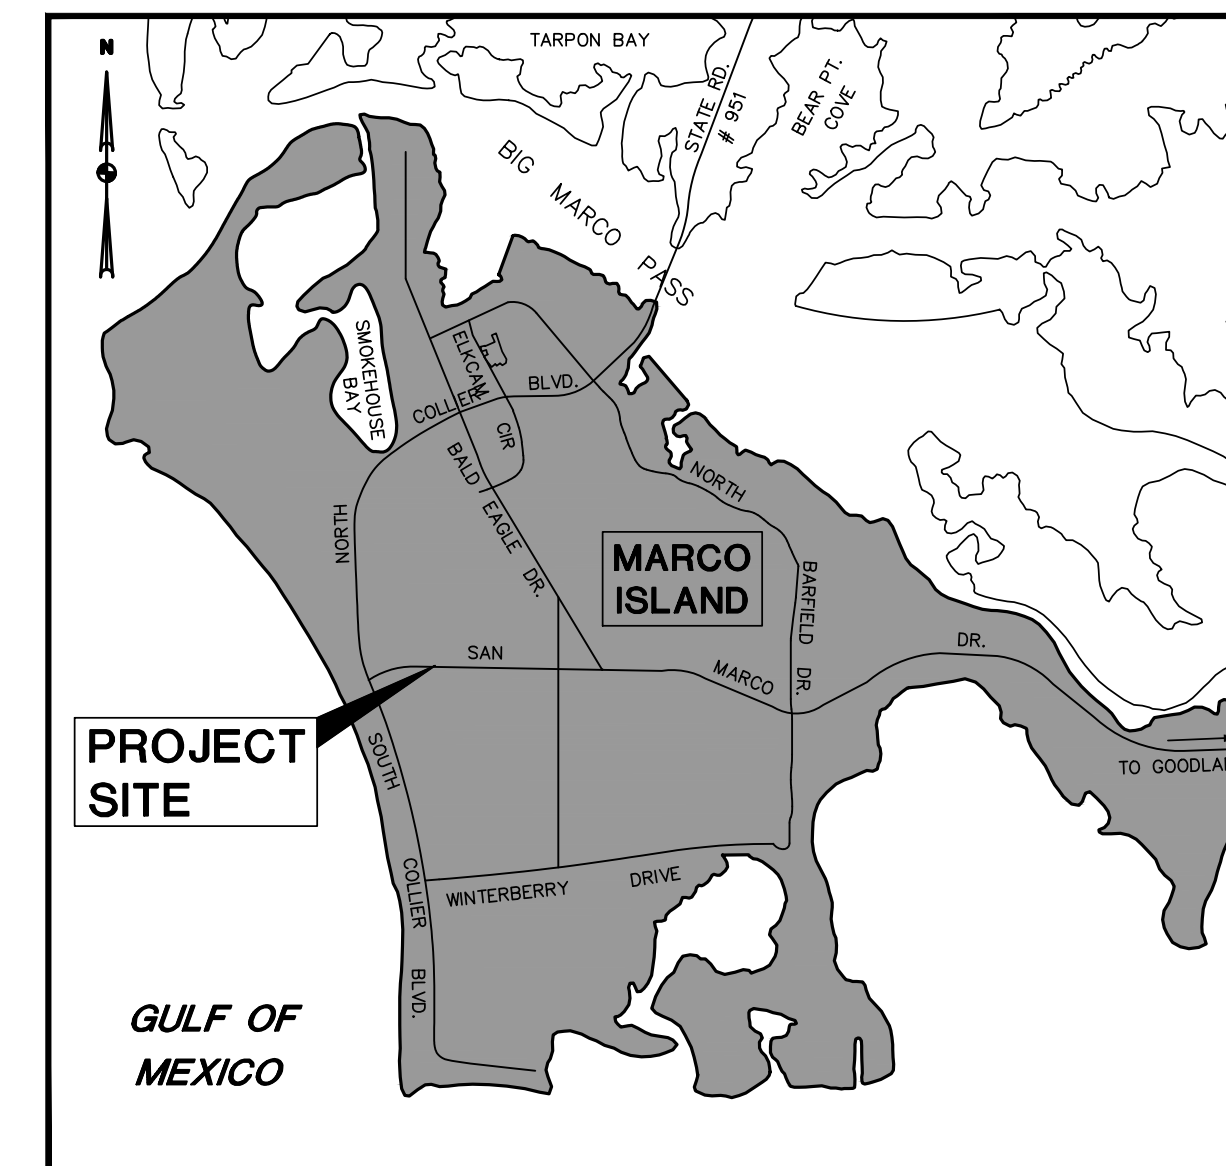 N
TARPON BAY
STATE RD.
# 951
BEAR PT.
COVE
BIG MARCO PASS
SMOKEHOUSE
BAY
ELKCAM
CIR
COLLIER
BLVD.
NORTH
BALD EAGLE DR.
NORTH
BARFIELD DR.
MARCO
ISLAND
SAN
MARCO
DR.
PROJECT
SITE
SOUTH
COLLIER
BLVD.
TO GOODLA
WINTERBERRY
DRIVE
GULF OF
MEXICO